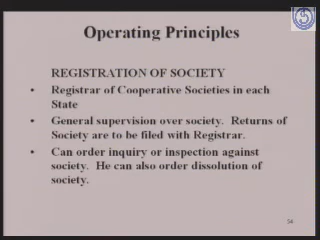 Operating Principles
REGISTRATION OF SOCIETY
• Registrar of Cooperative Societies in each
State
• General supervision over society. Returns of
Society are to be filed with Registrar.
• Can order inquiry or inspection against
society. He can also order dissolution of
society.
54